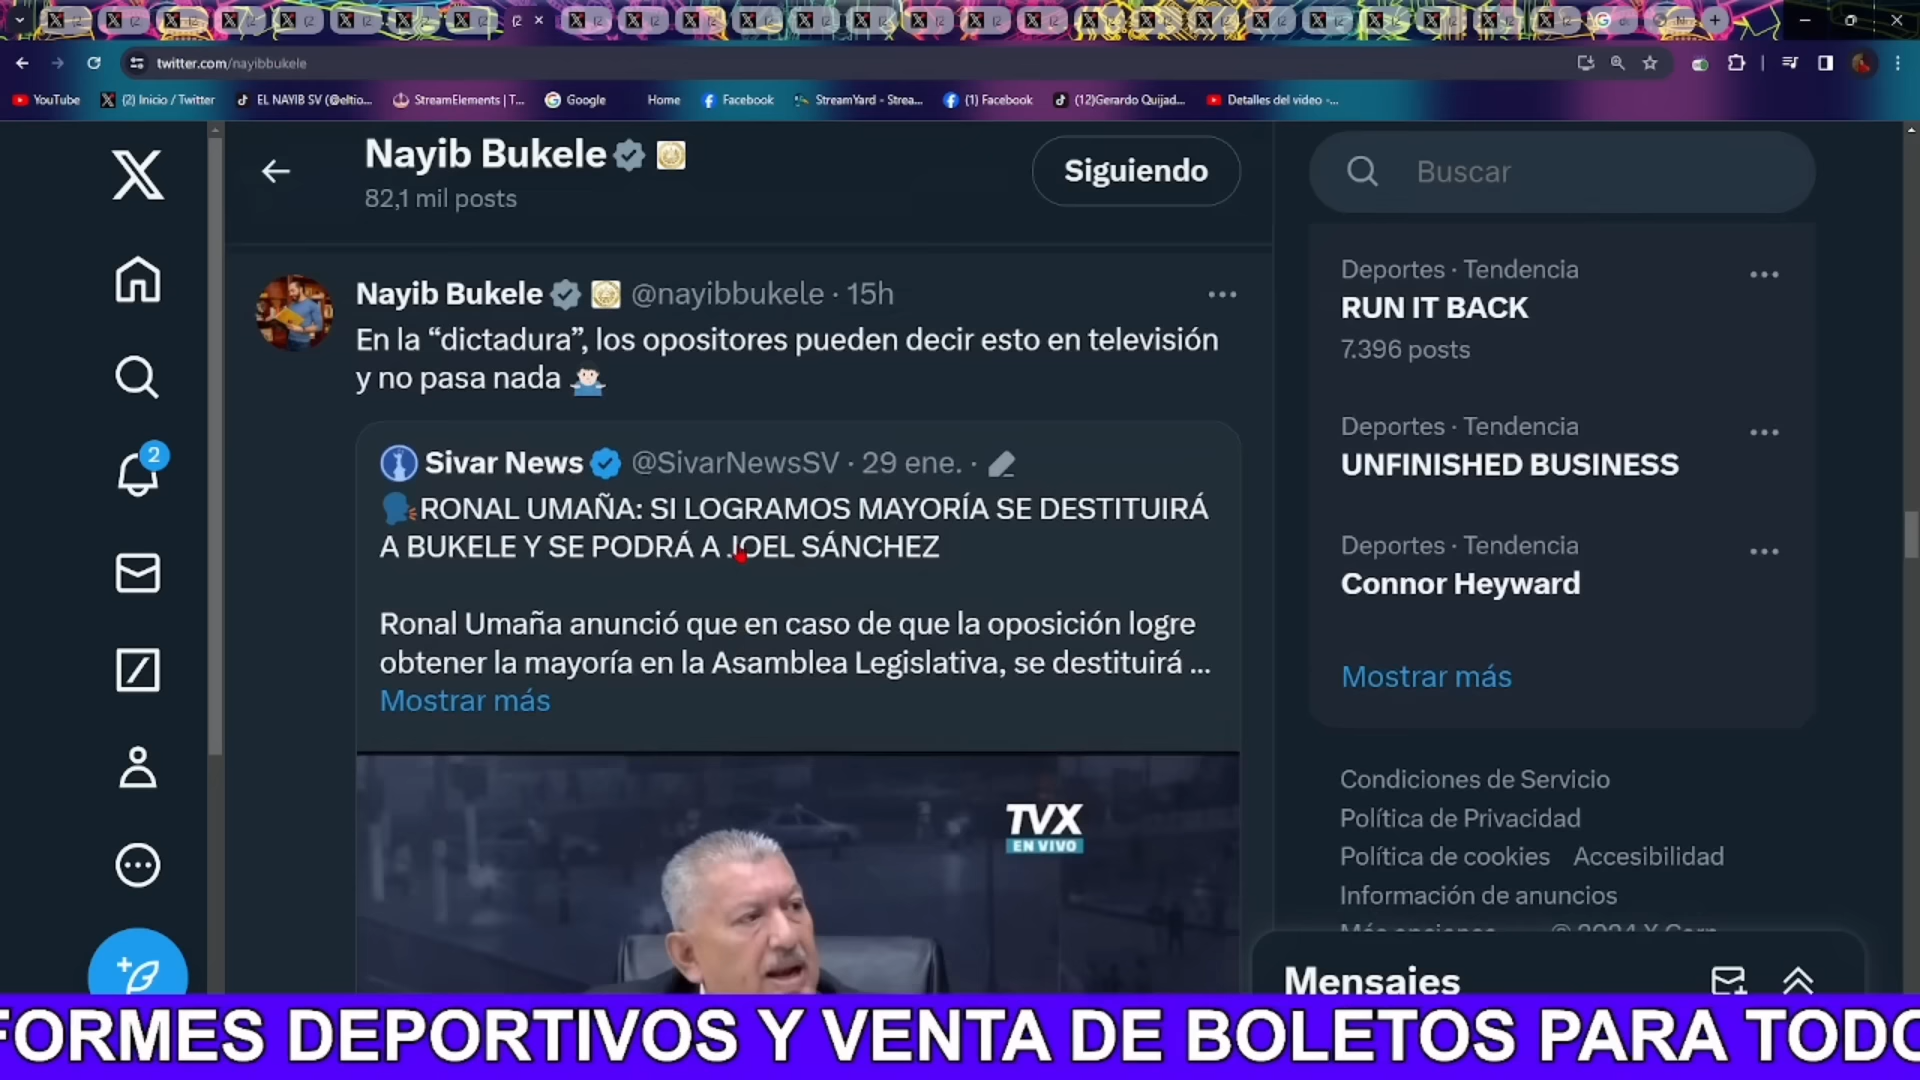 twitter.com/nayibbukele
YouTube
(2) Inicio / Twitter
EL NAYIB SV (@eltio...
StreamElements | T...
Google
Home
Facebook
StreamYard - Strea...
(1) Facebook
(12)Gerardo Quijad...
Detalles del video -...
Nayib Bukele
82,1 mil posts
Siguiendo
Buscar
Nayib Bukele @nayibbukele · 15h
En la “dictadura”, los opositores pueden decir esto en televisión
y no pasa nada
Sivar News @SivarNewsSV · 29 ene. ·
RONAL UMAÑA: SI LOGRAMOS MAYORÍA SE DESTITUIRÁ
A BUKELE Y SE PODRÁ A JOEL SÁNCHEZ
Ronal Umaña anunció que en caso de que la oposición logre
obtener la mayoría en la Asamblea Legislativa, se destituirá ...
Mostrar más
TVX
EN VIVO
2
Deportes · Tendencia
RUN IT BACK
7.396 posts
Deportes · Tendencia
UNFINISHED BUSINESS
Deportes · Tendencia
Connor Heyward
Mostrar más
Condiciones de Servicio
Política de Privacidad
Política de cookies Accesibilidad
Información de anuncios
Más opciones © 2024 X Corp.
Mensajes
FORMES DEPORTIVOS Y VENTA DE BOLETOS PARA TODO